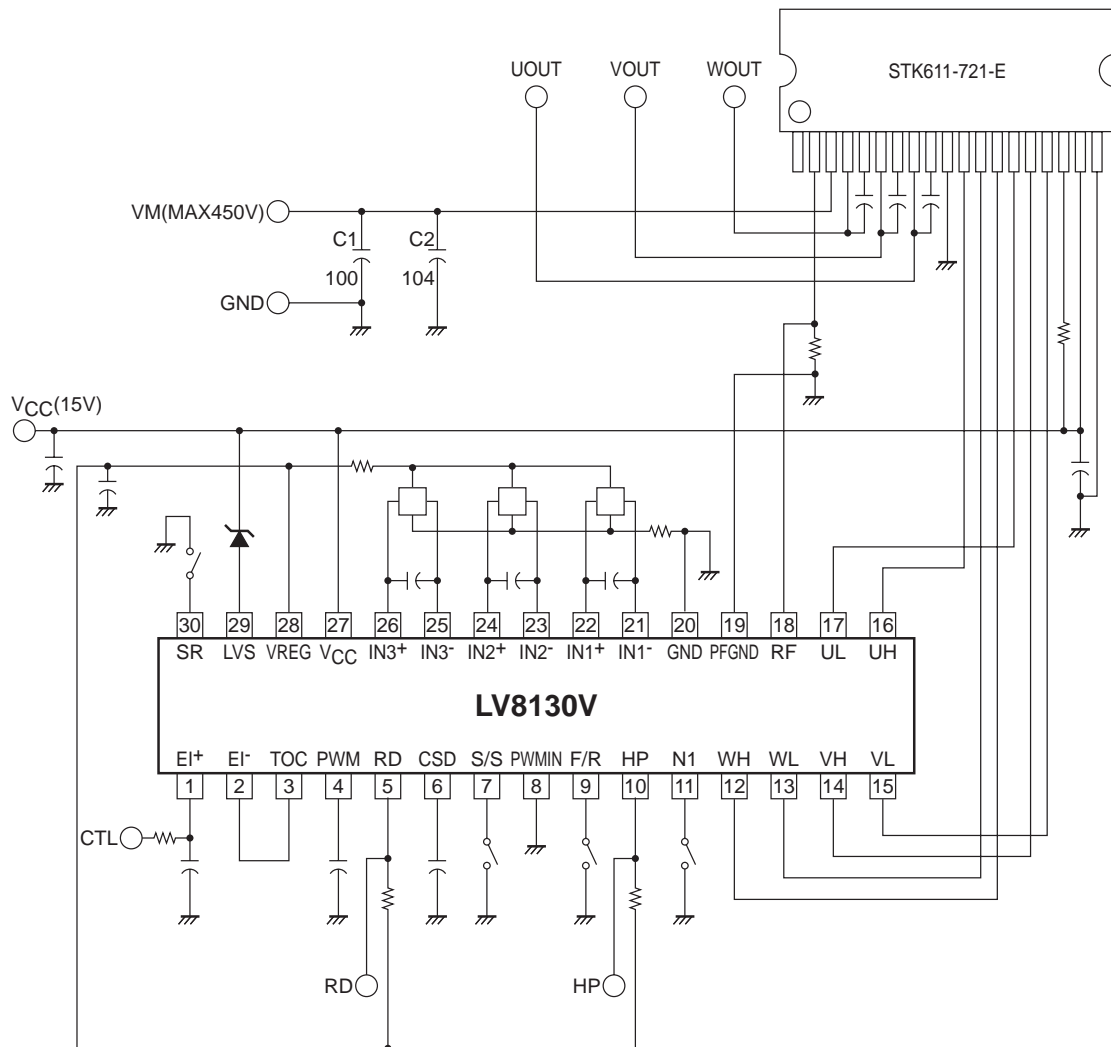 STK611-721-E
UOUT VOUT WOUT
VM(MAX450V)
C1 C2
100 104
GND
VCC(15V)
30 29 28 27 26 25 24 23 22 21 20 19 18 17 16
SR LVS VREG VCC IN3+ IN3- IN2+ IN2- IN1+ IN1- GND PFGND RF UL UH
LV8130V
EI+ EI- TOC PWM RD CSD S/S PWMIN F/R HP N1 WH WL VH VL
1 2 3 4 5 6 7 8 9 10 11 12 13 14 15
CTL
RD HP